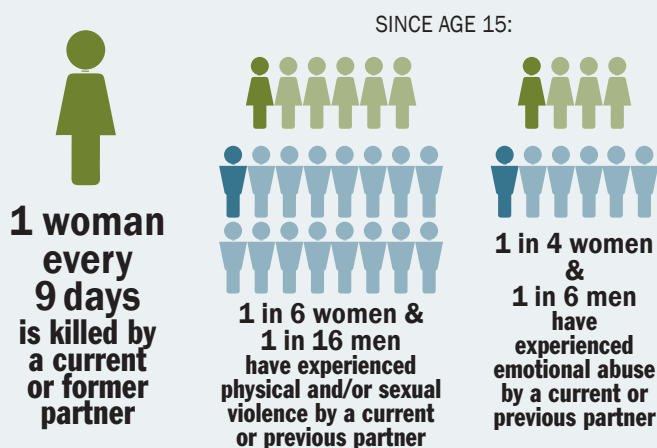 1 woman
every
9 days
is killed by
a current
or former
partner
SINCE AGE 15:
1 in 6 women &
1 in 16 men
have experienced
physical and/or sexual
violence by a current
or previous partner
1 in 4 women
&
1 in 6 men
have
experienced
emotional abuse
by a current or
previous partner